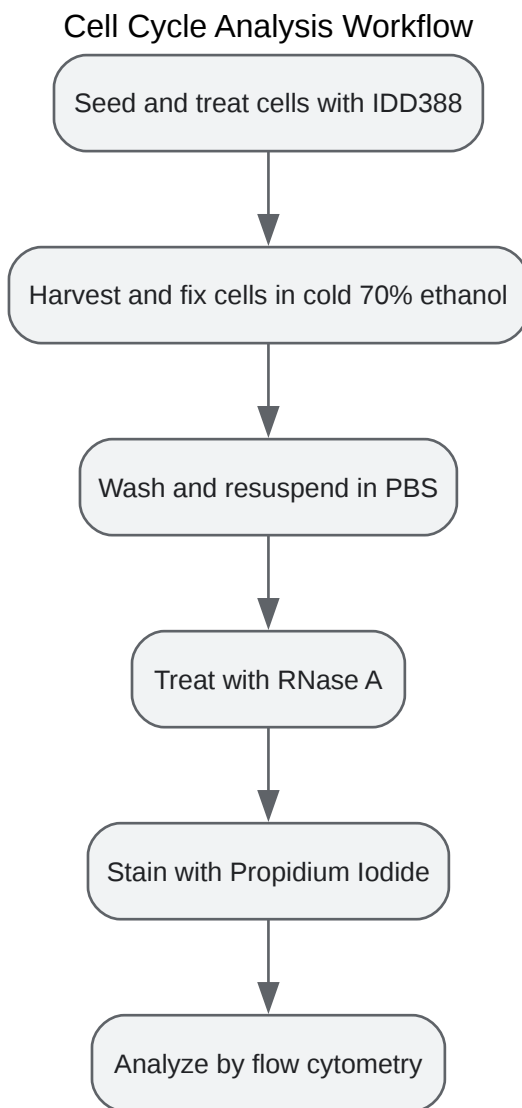 Cell Cycle Analysis Workflow
Seed and treat cells with IDD388
Harvest and fix cells in cold 70% ethanol
Wash and resuspend in PBS
Treat with RNase A
Stain with Propidium Iodide
Analyze by flow cytometry